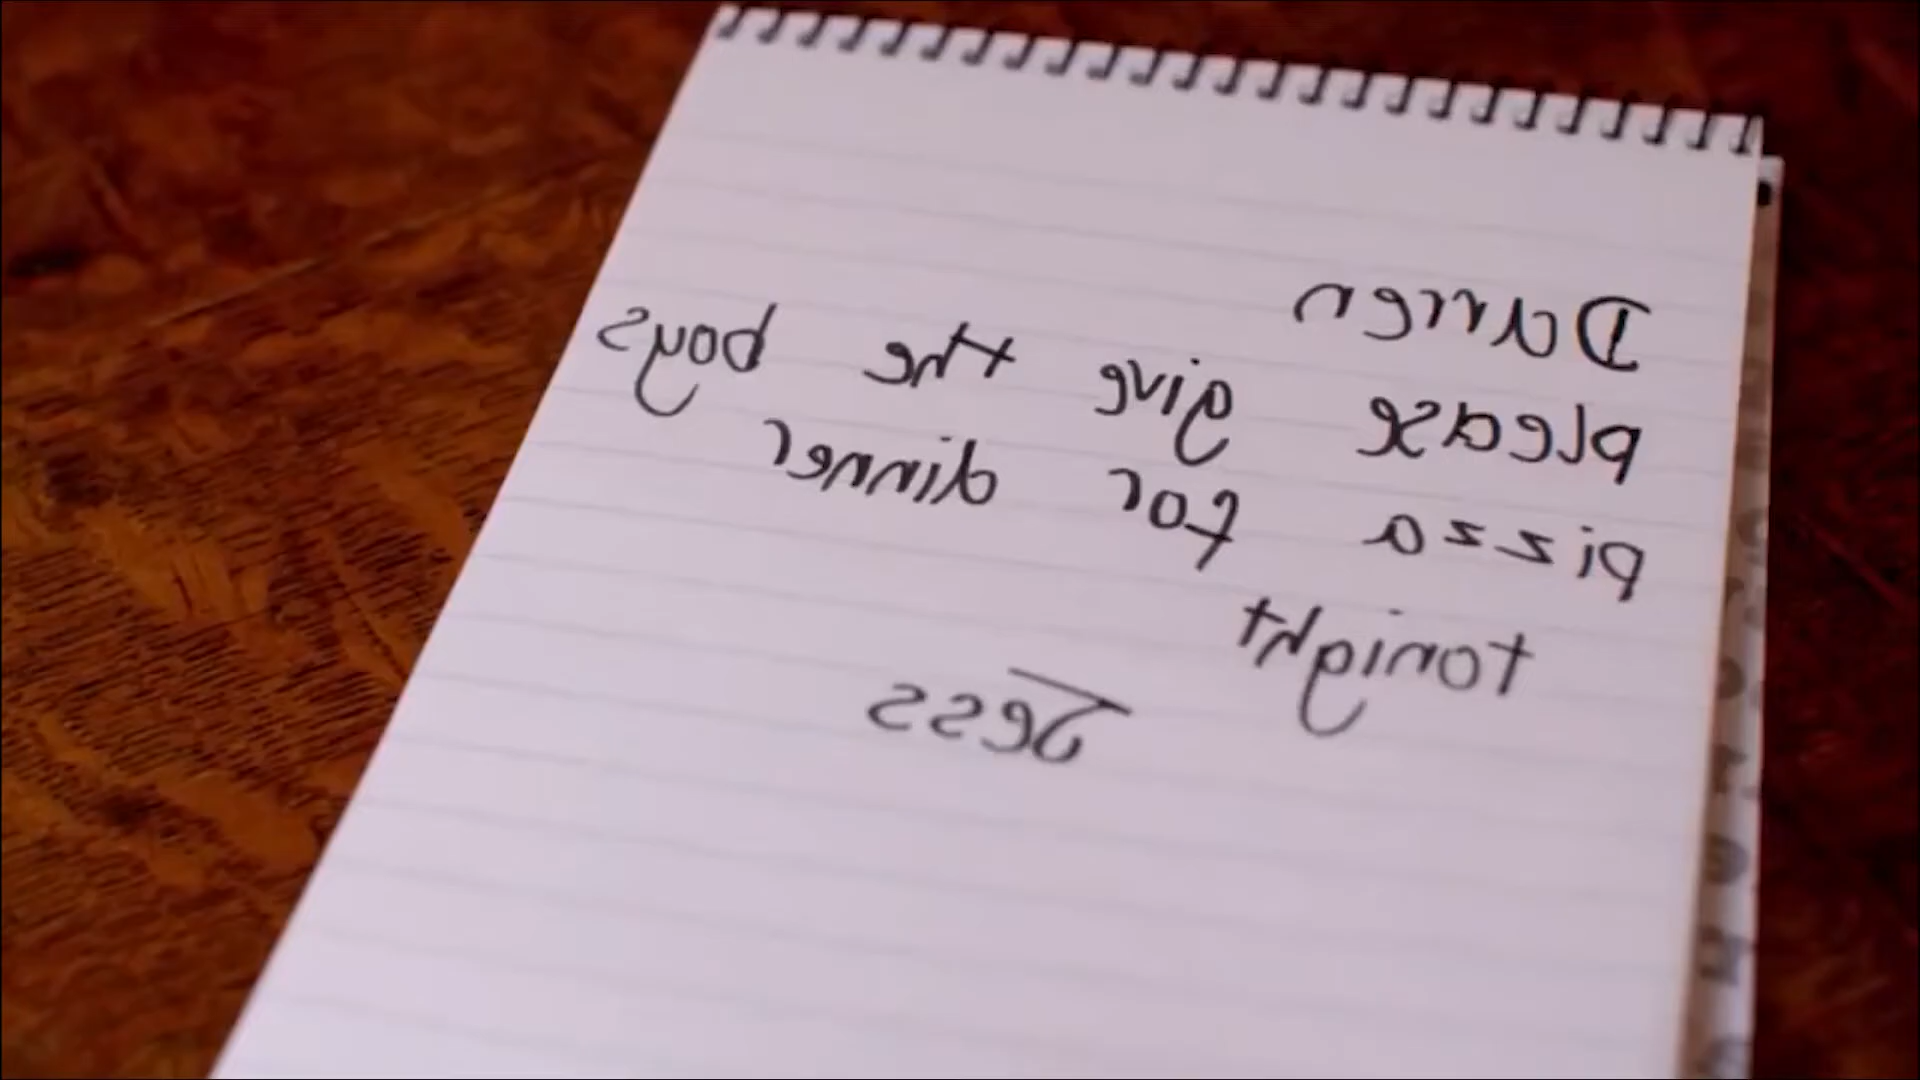 Darren
please give the boys
pizza for dinner
tonight
Jess